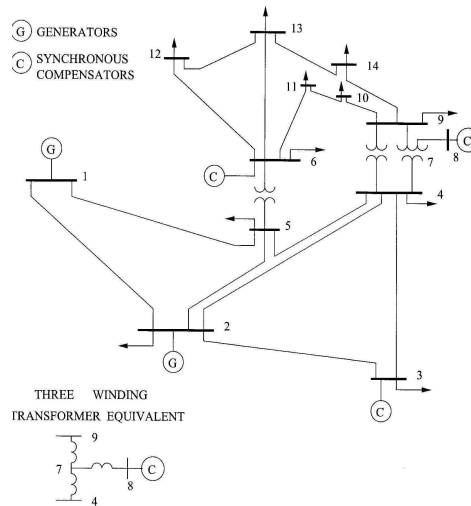 G GENERATORS
C SYNCHRONOUS
COMPENSATORS
13
12
14
11
10
9
C
8
7
G
1
C
6
4
5
2
G
3
C
THREE WINDING
TRANSFORMER EQUIVALENT
9
7
C
8
4